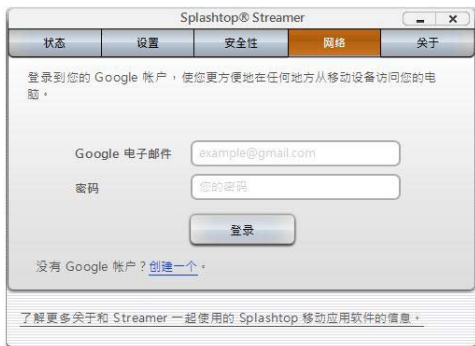 Splashtop® Streamer
状态 设置 安全性 网络 关于
登录到您的 Google 帐户，使您更方便地在任何地方从移动设备访问您的电
脑。
Google 电子邮件 example@gmail.com
密码 您的密码
登录
没有 Google 帐户？创建一个。
了解更多关于和 Streamer 一起使用的 Splashtop 移动应用软件的信息。